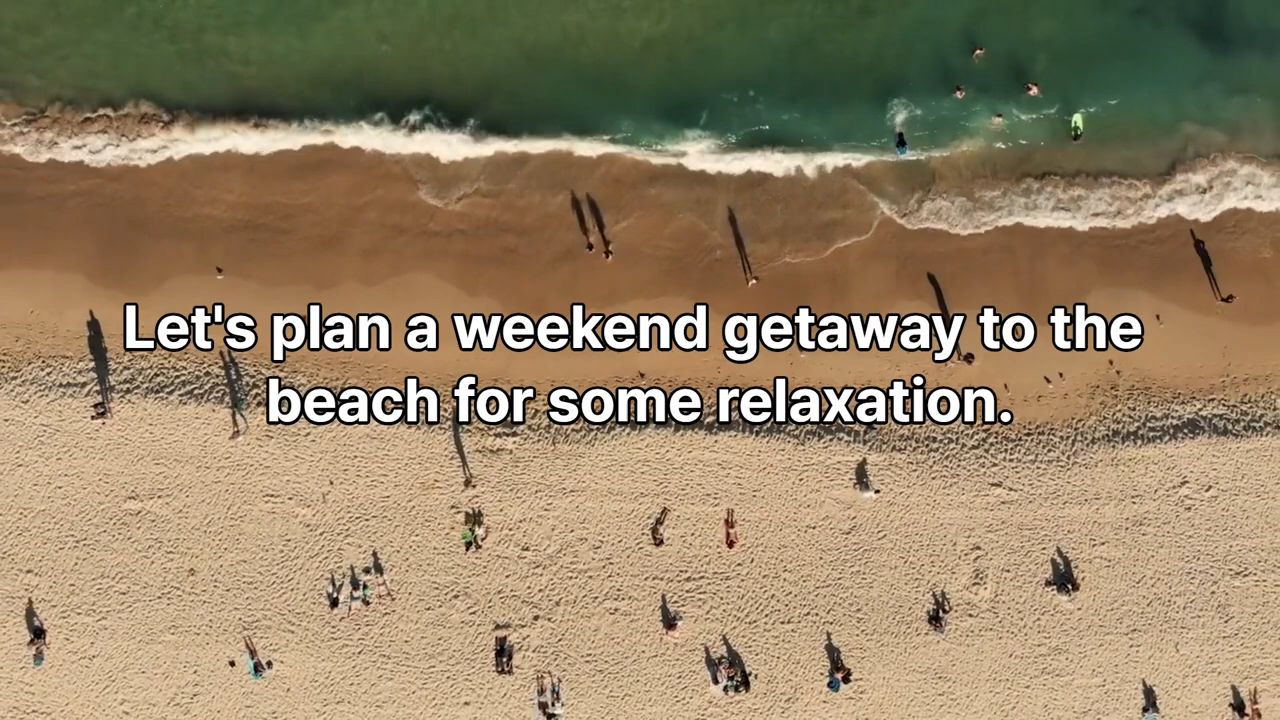 Let's plan a weekend getaway to the
beach for some relaxation.